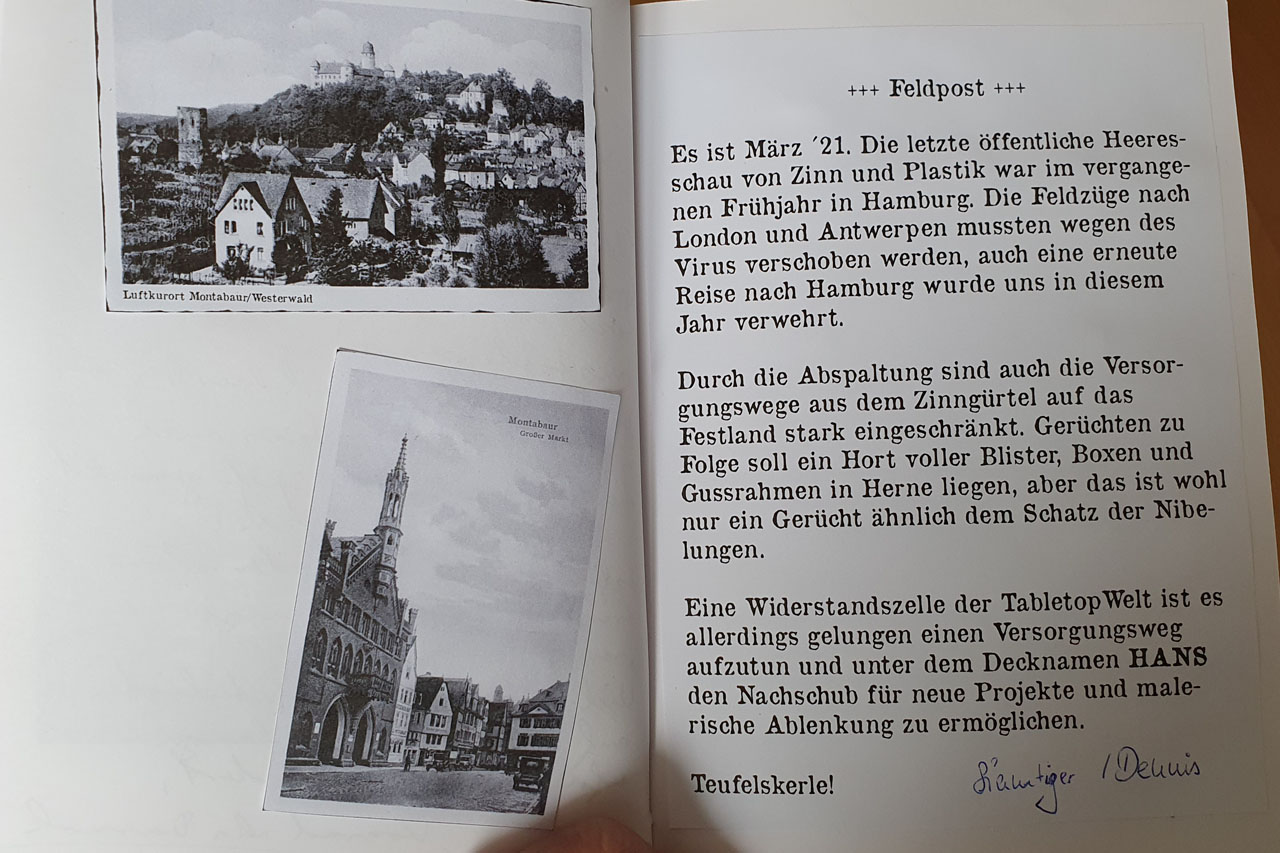 Luftkurort Montabaur/Westerwald
Montabaur
Großer Markt
+++ Feldpost +++
Es ist März ´21. Die letzte öffentliche Heeres-
schau von Zinn und Plastik war im vergange-
nen Frühjahr in Hamburg. Die Feldzüge nach
London und Antwerpen mussten wegen des
Virus verschoben werden, auch eine erneute
Reise nach Hamburg wurde uns in diesem
Jahr verwehrt.
Durch die Abspaltung sind auch die Versor-
gungswege aus dem Zinngürtel auf das
Festland stark eingeschränkt. Gerüchten zu
Folge soll ein Hort voller Blister, Boxen und
Gussrahmen in Herne liegen, aber das ist wohl
nur ein Gerücht ähnlich dem Schatz der Nibe-
lungen.
Eine Widerstandszelle der TabletopWelt ist es
allerdings gelungen einen Versorgungsweg
aufzutun und unter dem Decknamen HANS
den Nachschub für neue Projekte und male-
rische Ablenkung zu ermöglichen.
Teufelskerle!
/Dennis